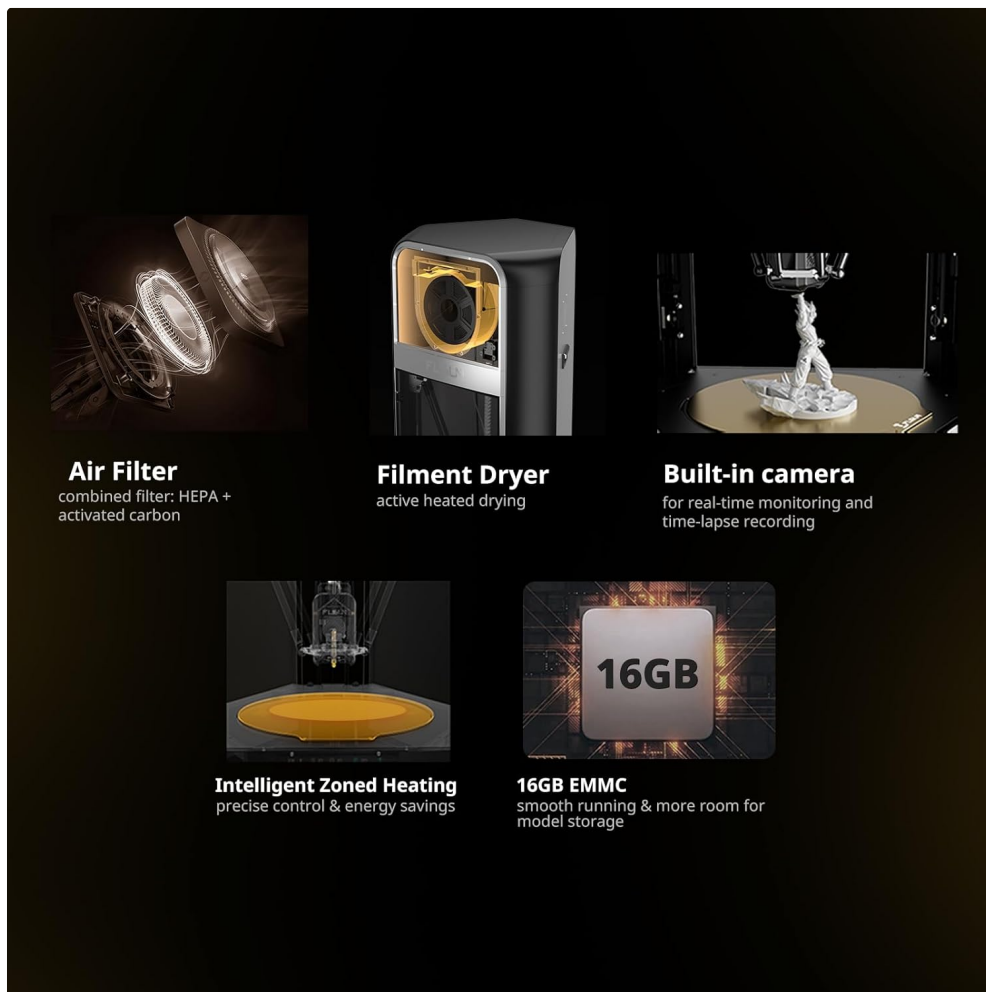 Air Filter
combined filter: HEPA +
activated carbon
Filment Dryer
active heated drying
Built-in camera
for real-time monitoring and
time-lapse recording
Intelligent Zoned Heating
precise control & energy savings
16GB
16GB EMMC
smooth running & more room for
model storage